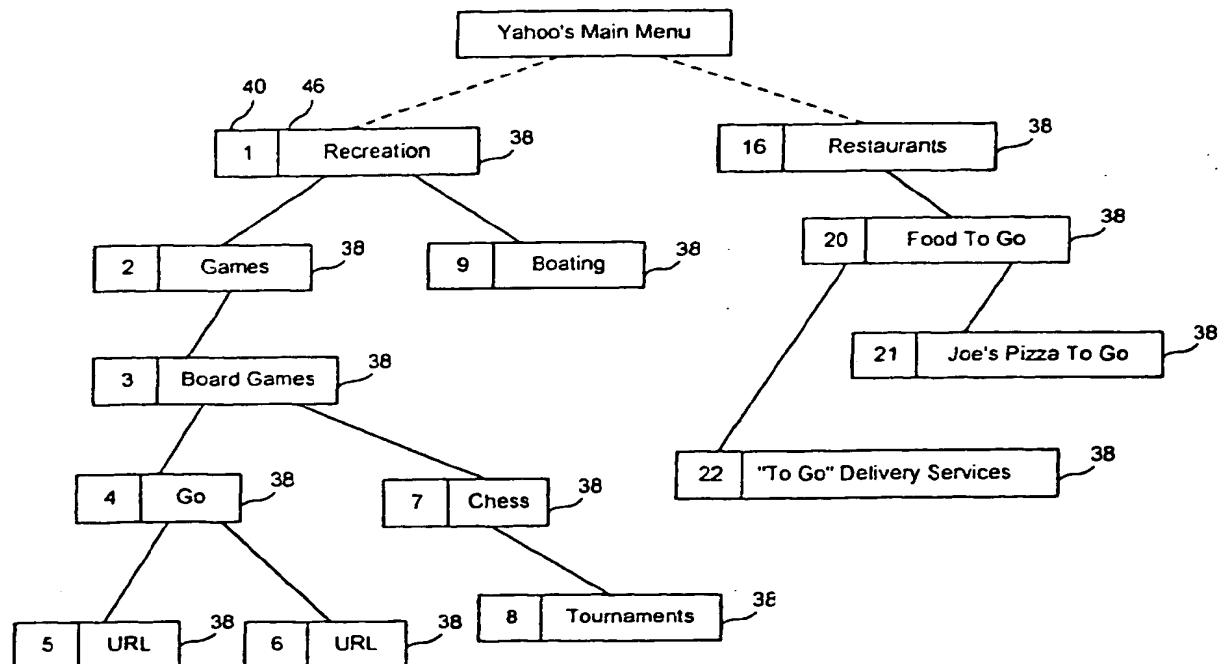 Yahoo's Main Menu
40 46
1 Recreation 38
16 Restaurants 38
2 Games 38
9 Boating 38
20 Food To Go 38
21 Joe's Pizza To Go 38
3 Board Games 38
22 "To Go" Delivery Services 38
4 Go 38
7 Chess 38
8 Tournaments 38
5 URL 38
6 URL 38